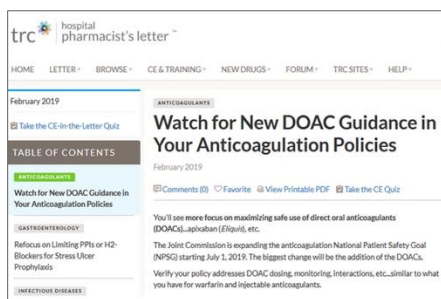 trc hospital pharmacist's letter ™
HOME LETTER BROWSE CE & TRAINING NEW DRUGS FORUM TRC SITES HELP
February 2019
Take the CE-in-the-Letter Quiz
TABLE OF CONTENTS
ANTICOAGULANTS
Watch for New DOAC Guidance in
Your Anticoagulation Policies
GASTROENTEROLOGY
Refocus on Limiting PPIs or H2-
Blockers for Stress Ulcer
Prophylaxis
INFECTIOUS DISEASES
ANTICOAGULANTS
Watch for New DOAC Guidance in
Your Anticoagulation Policies
February 2019
Comments (0) Favorite View Printable PDF Take the CE Quiz
You'll see more focus on maximizing safe use of direct oral anticoagulants
(DOACs)...apixaban (Eliquis), etc.
The Joint Commission is expanding the anticoagulation National Patient Safety Goal
(NPSG) starting July 1, 2019. The biggest change will be the addition of the DOACs.
Verify your policy addresses DOAC dosing, monitoring, interactions, etc...similar to what
you have for warfarin and injectable anticoagulants.